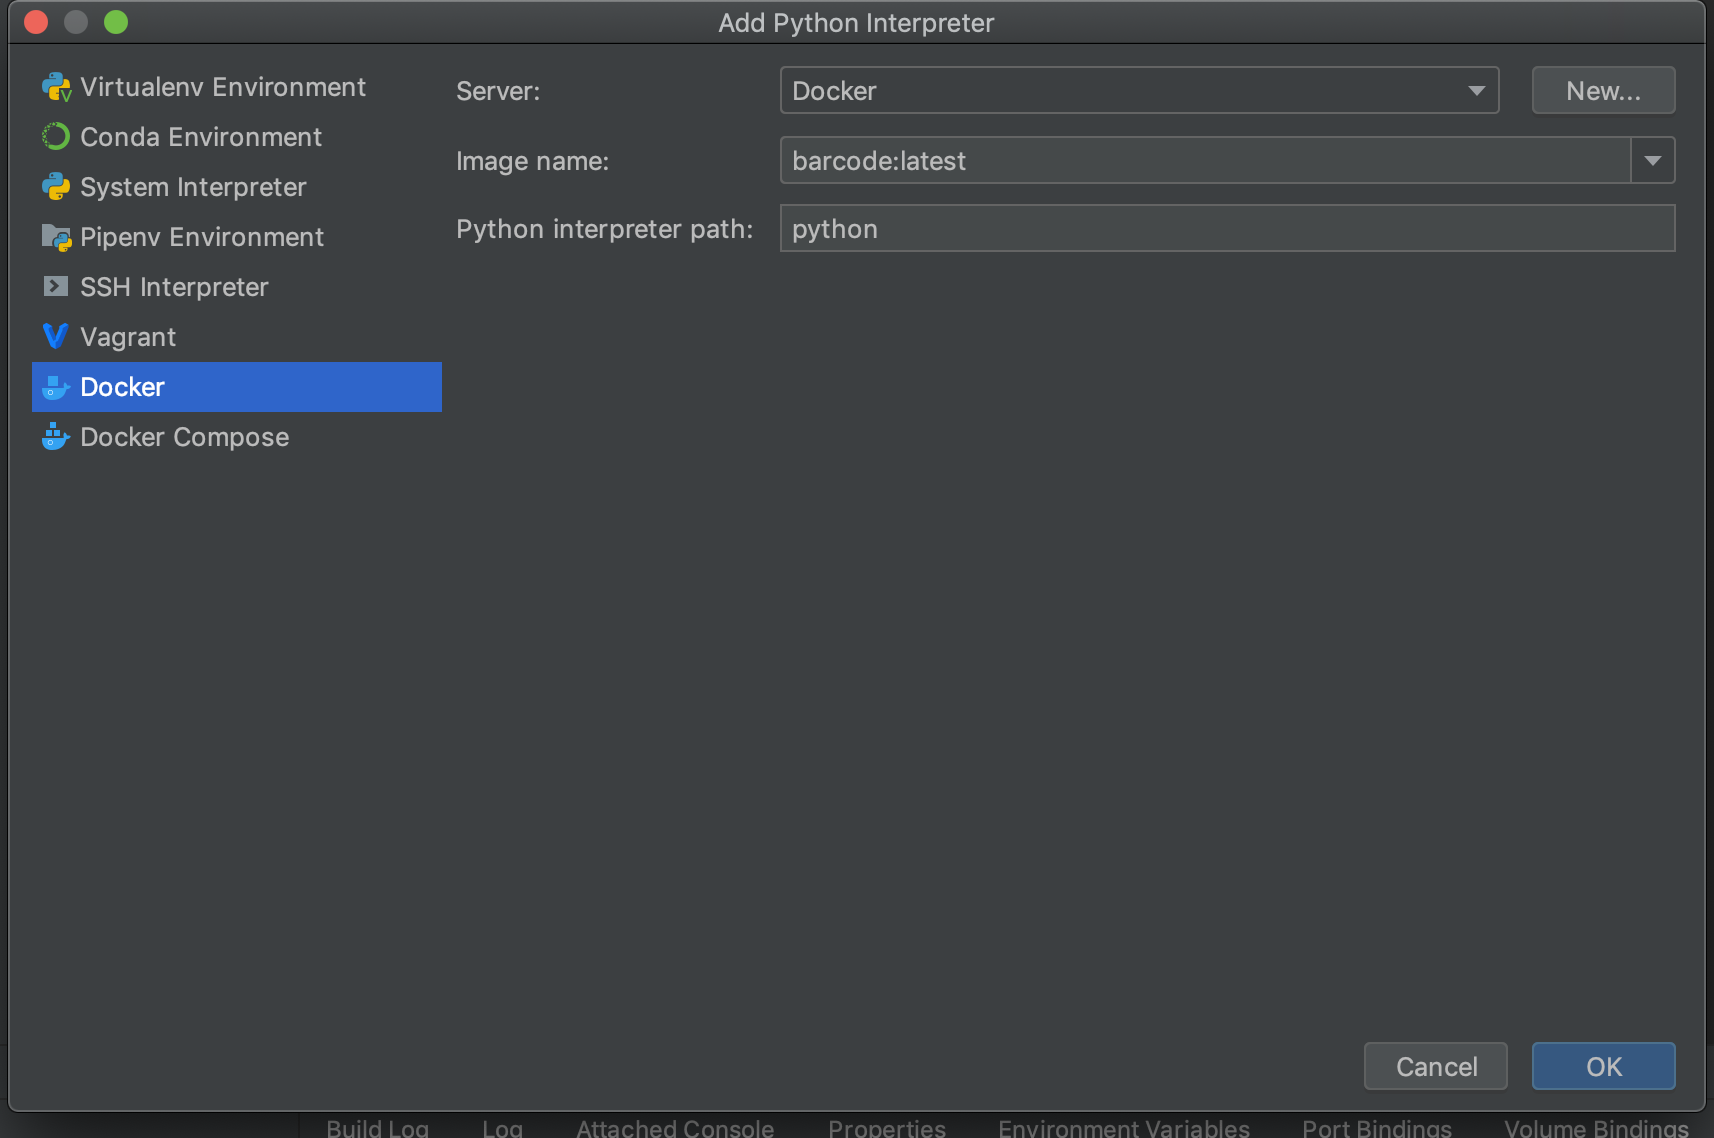 Add Python Interpreter
Virtualenv Environment
Conda Environment
System Interpreter
Pipenv Environment
SSH Interpreter
Vagrant
Docker
Docker Compose
Server: Docker New...
Image name: barcode:latest
Python interpreter path: python
Cancel OK
Build Log Log Attached Console Properties Environment Variables Port Bindings Volume Bindings